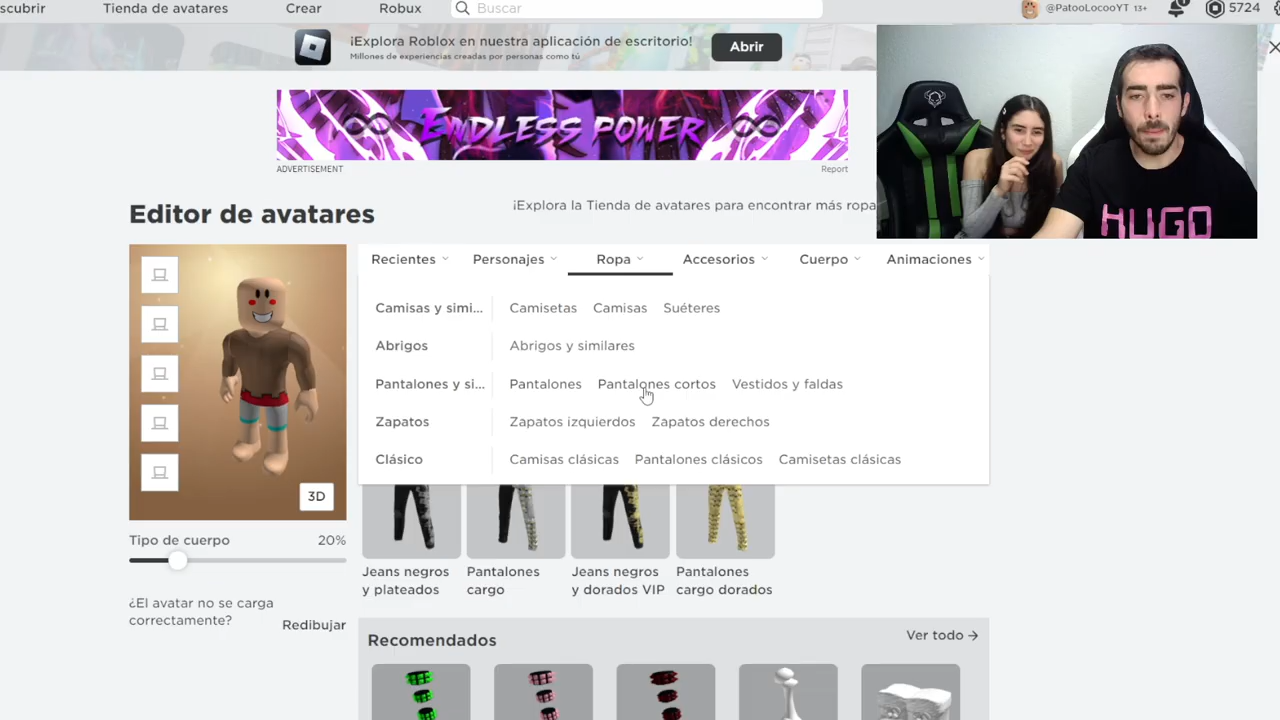 scubrir
Tienda de avatares
Crear
Robux
Buscar
@PatooLocooYT 13+
5724
¡Explora Roblox en nuestra aplicación de escritorio!
Millones de experiencias creadas por personas como tú
Abrir
ENDLESS POWER
ADVERTISEMENT
Report
HUGO
Editor de avatares
¡Explora la Tienda de avatares para encontrar más ropa
Recientes
Personajes
Ropa
Accesorios
Cuerpo
Animaciones
Camisas y simi...
Camisetas
Camisas
Suéteres
Abrigos
Abrigos y similares
Pantalones y si...
Pantalones
Pantalones cortos
Vestidos y faldas
Zapatos
Zapatos izquierdos
Zapatos derechos
Clásico
Camisas clásicas
Pantalones clásicos
Camisetas clásicas
3D
Tipo de cuerpo
20%
¿El avatar no se carga
correctamente?
Redibujar
Jeans negros
y plateados
Pantalones
cargo
Jeans negros
y dorados VIP
Pantalones
cargo dorados
Recomendados
Ver todo →